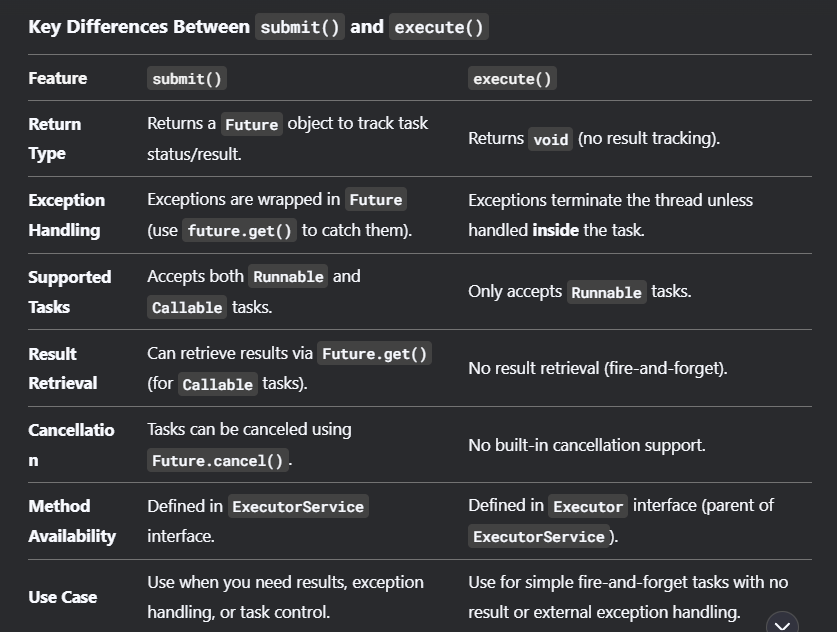 Key Differences Between submit() and execute()
Feature submit() execute()
Return Type
Returns a Future object to track task
status/result.
Returns void (no result tracking).
Exception Handling
Exceptions are wrapped in Future
(use future.get() to catch them).
Exceptions terminate the thread unless
handled inside the task.
Supported Tasks
Accepts both Runnable and
Callable tasks.
Only accepts Runnable tasks.
Result Retrieval
Can retrieve results via Future.get()
(for Callable tasks).
No result retrieval (fire-and-forget).
Cancellatio
n
Tasks can be canceled using
Future.cancel().
No built-in cancellation support.
Method Availability
Defined in ExecutorService
interface.
Defined in Executor interface (parent of
ExecutorService).
Use Case
Use when you need results, exception
handling, or task control.
Use for simple fire-and-forget tasks with no
result or external exception handling.